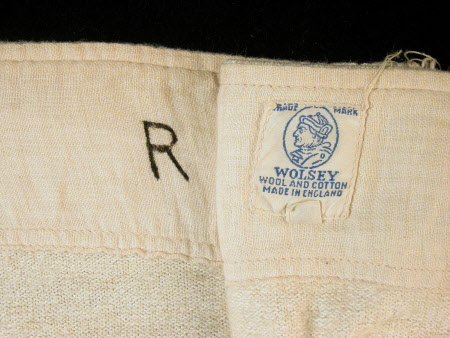 R
TRADE MARK
WOLSEY
WOOL AND COTTON
MADE IN ENGLAND